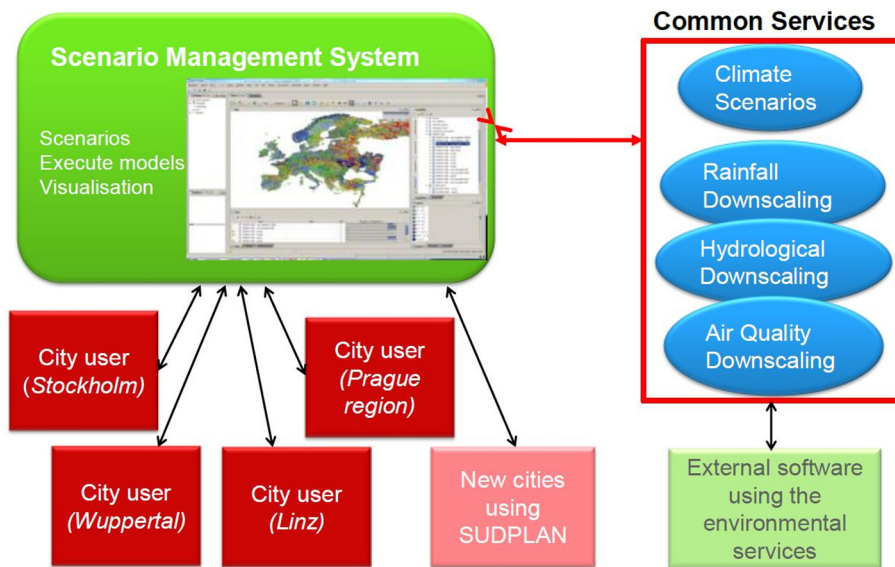 Scenario Management System
Scenarios
Execute models
Visualisation
Common Services
Climate
Scenarios
Rainfall
Downscaling
Hydrological
Downscaling
Air Quality
Downscaling
City user
(Stockholm)
City user
(Prague
region)
City user
(Wuppertal)
City user
(Linz)
New cities
using
SUDPLAN
External software
using the
environmental
services